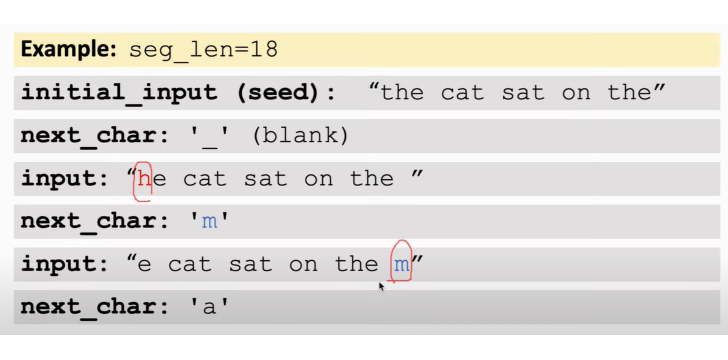 Example: seg_len=18
initial_input (seed): “the cat sat on the”
next_char: '_' (blank)
input: “he cat sat on the ”
next_char: 'm'
input: “e cat sat on the m”
next_char: 'a'